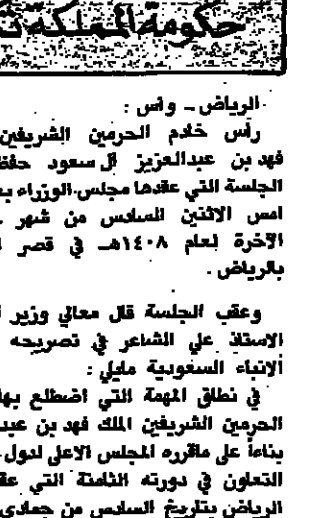 حكومة المملكة
الرياض ـ واس :
رأس خادم الحرمين الشريفين
فهد بن عبدالعزيز آل سعود
الجلسة التي عقدها مجلس الوزراء
امس الاثنين السادس من شهر
الآخرة لعام ١٤٠٨هـ في قصر
بالرياض .
وعقب الجلسة قال معالي وزير
الاستاذ علي الشاعر في تصريحه
الانباء السعودية مايلي :
في نطاق المهمة التي اضطلع بها
الحرمين الشريفين الملك فهد بن
بناءاً على ماقرره المجلس الاعلى لدول
التعاون في دورته الثامنة التي
الرياض بتاريخ السادس من جمادى